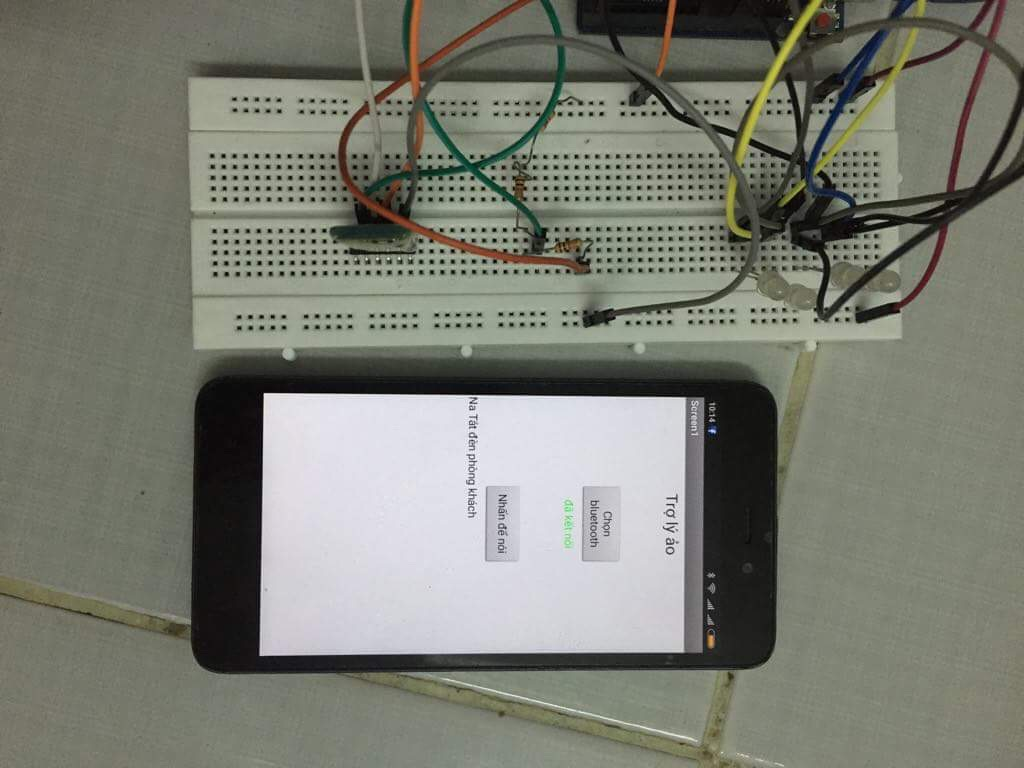 10:14
Screen1
Trợ lý ảo
Chọn
bluetooth
đã kết nối
Nhấn để nói
Na Tắt đèn phòng khách